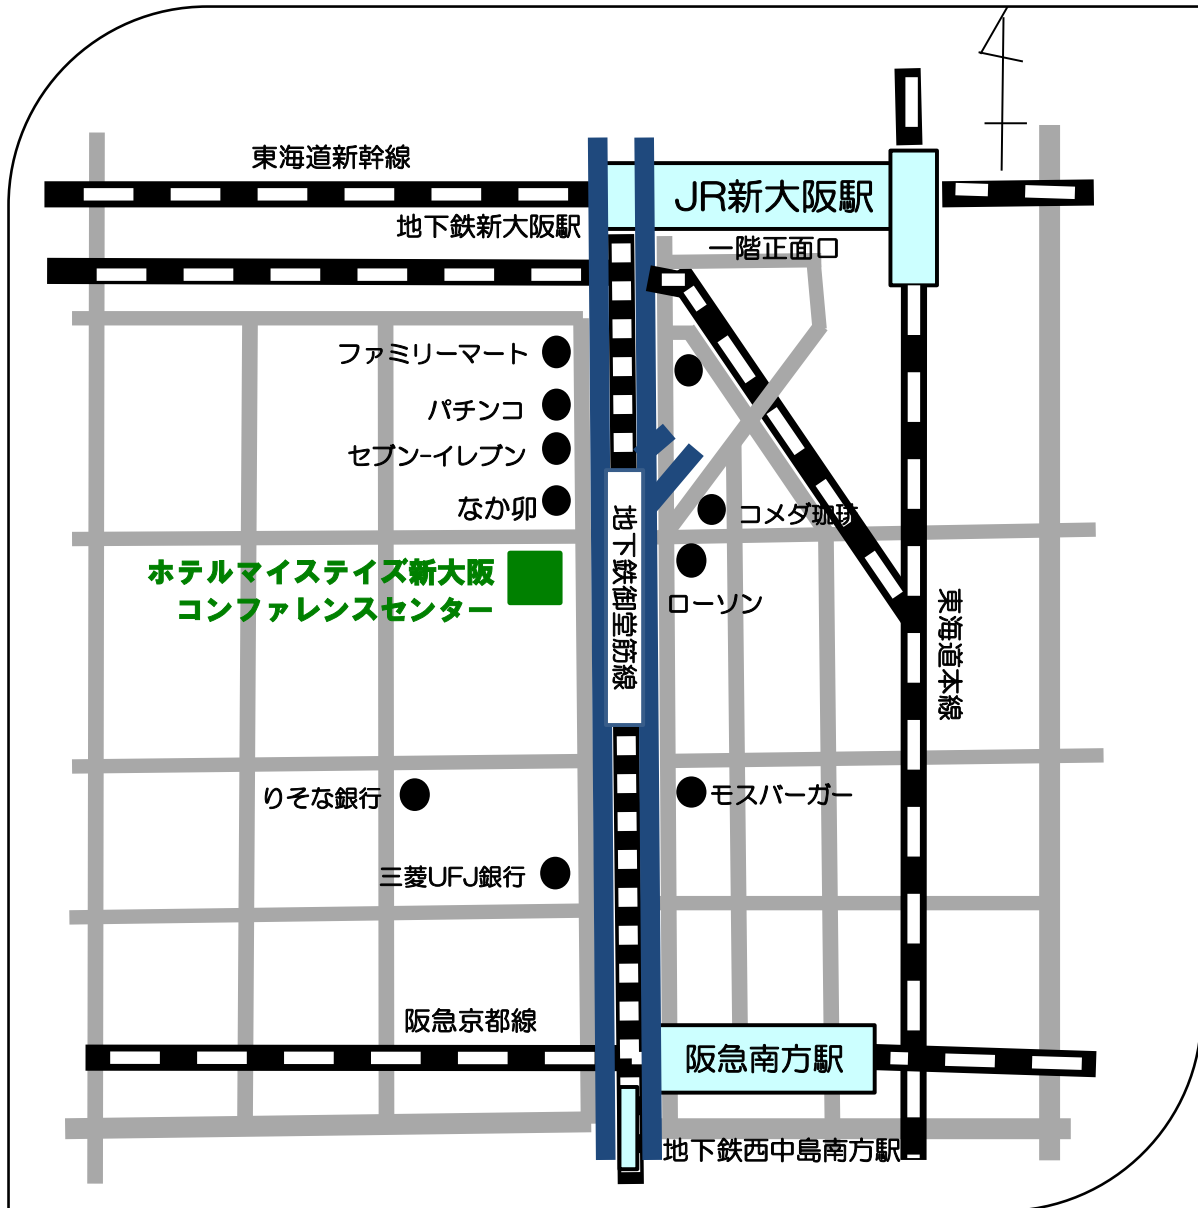 東海道新幹線
JR新大阪駅
地下鉄新大阪駅
一階正面口
ファミリーマート
パチンコ
セブン-イレブン
なか卯
コメダ珈琲
ホテルマイステイズ新大阪
コンファレンスセンター
地下鉄御堂筋線
ローソン
東海道本線
りそな銀行
モスバーガー
三菱UFJ銀行
阪急京都線
阪急南方駅
地下鉄西中島南方駅